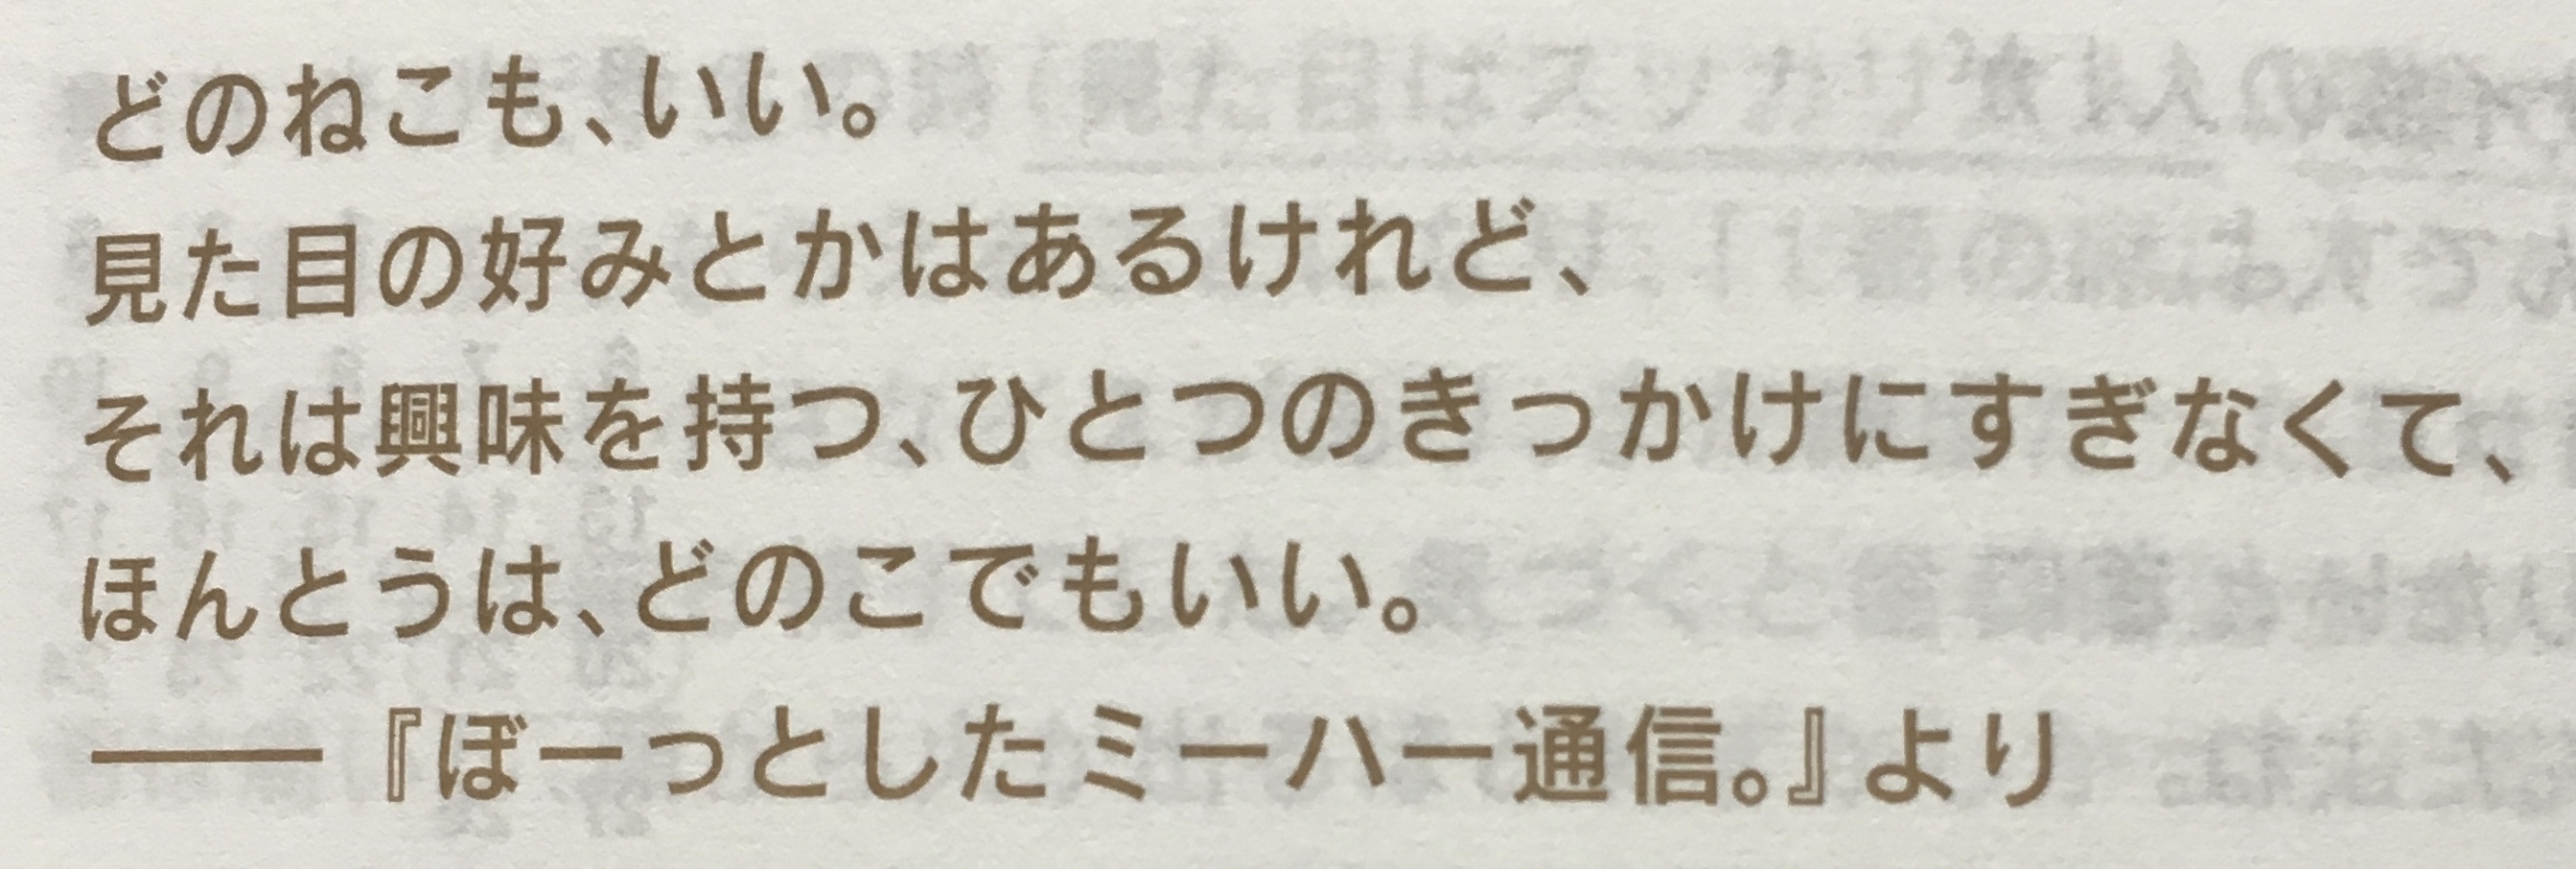 どのねこも、いい。
見た目の好みとかはあるけれど、
それは興味を持つ、ひとつのきっかけにすぎなくて、
ほんとうは、どのこでもいい。
――『ぼーっとしたミーハー通信。』より